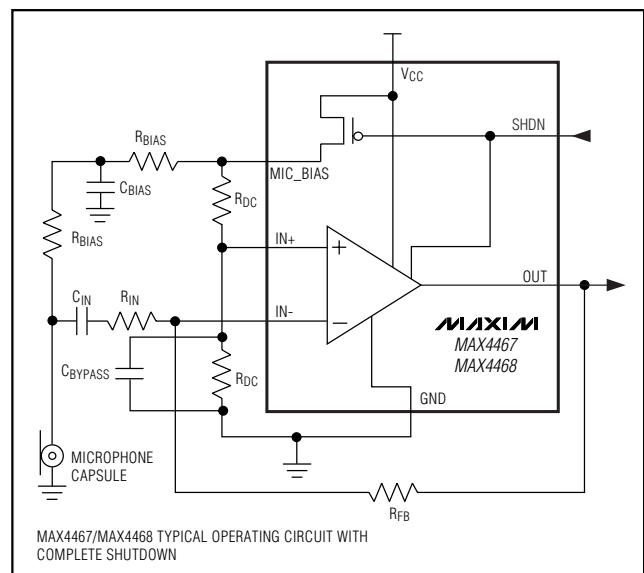 VCC
SHDN
RBIAS
MIC_BIAS
CBIAS
RDC
RBIAS
IN+
+
OUT
CIN
RIN
IN-
−
MAXIM
MAX4467
MAX4468
CBYPASS
RDC
GND
MICROPHONE
CAPSULE
RFB
MAX4467/MAX4468 TYPICAL OPERATING CIRCUIT WITH
COMPLETE SHUTDOWN